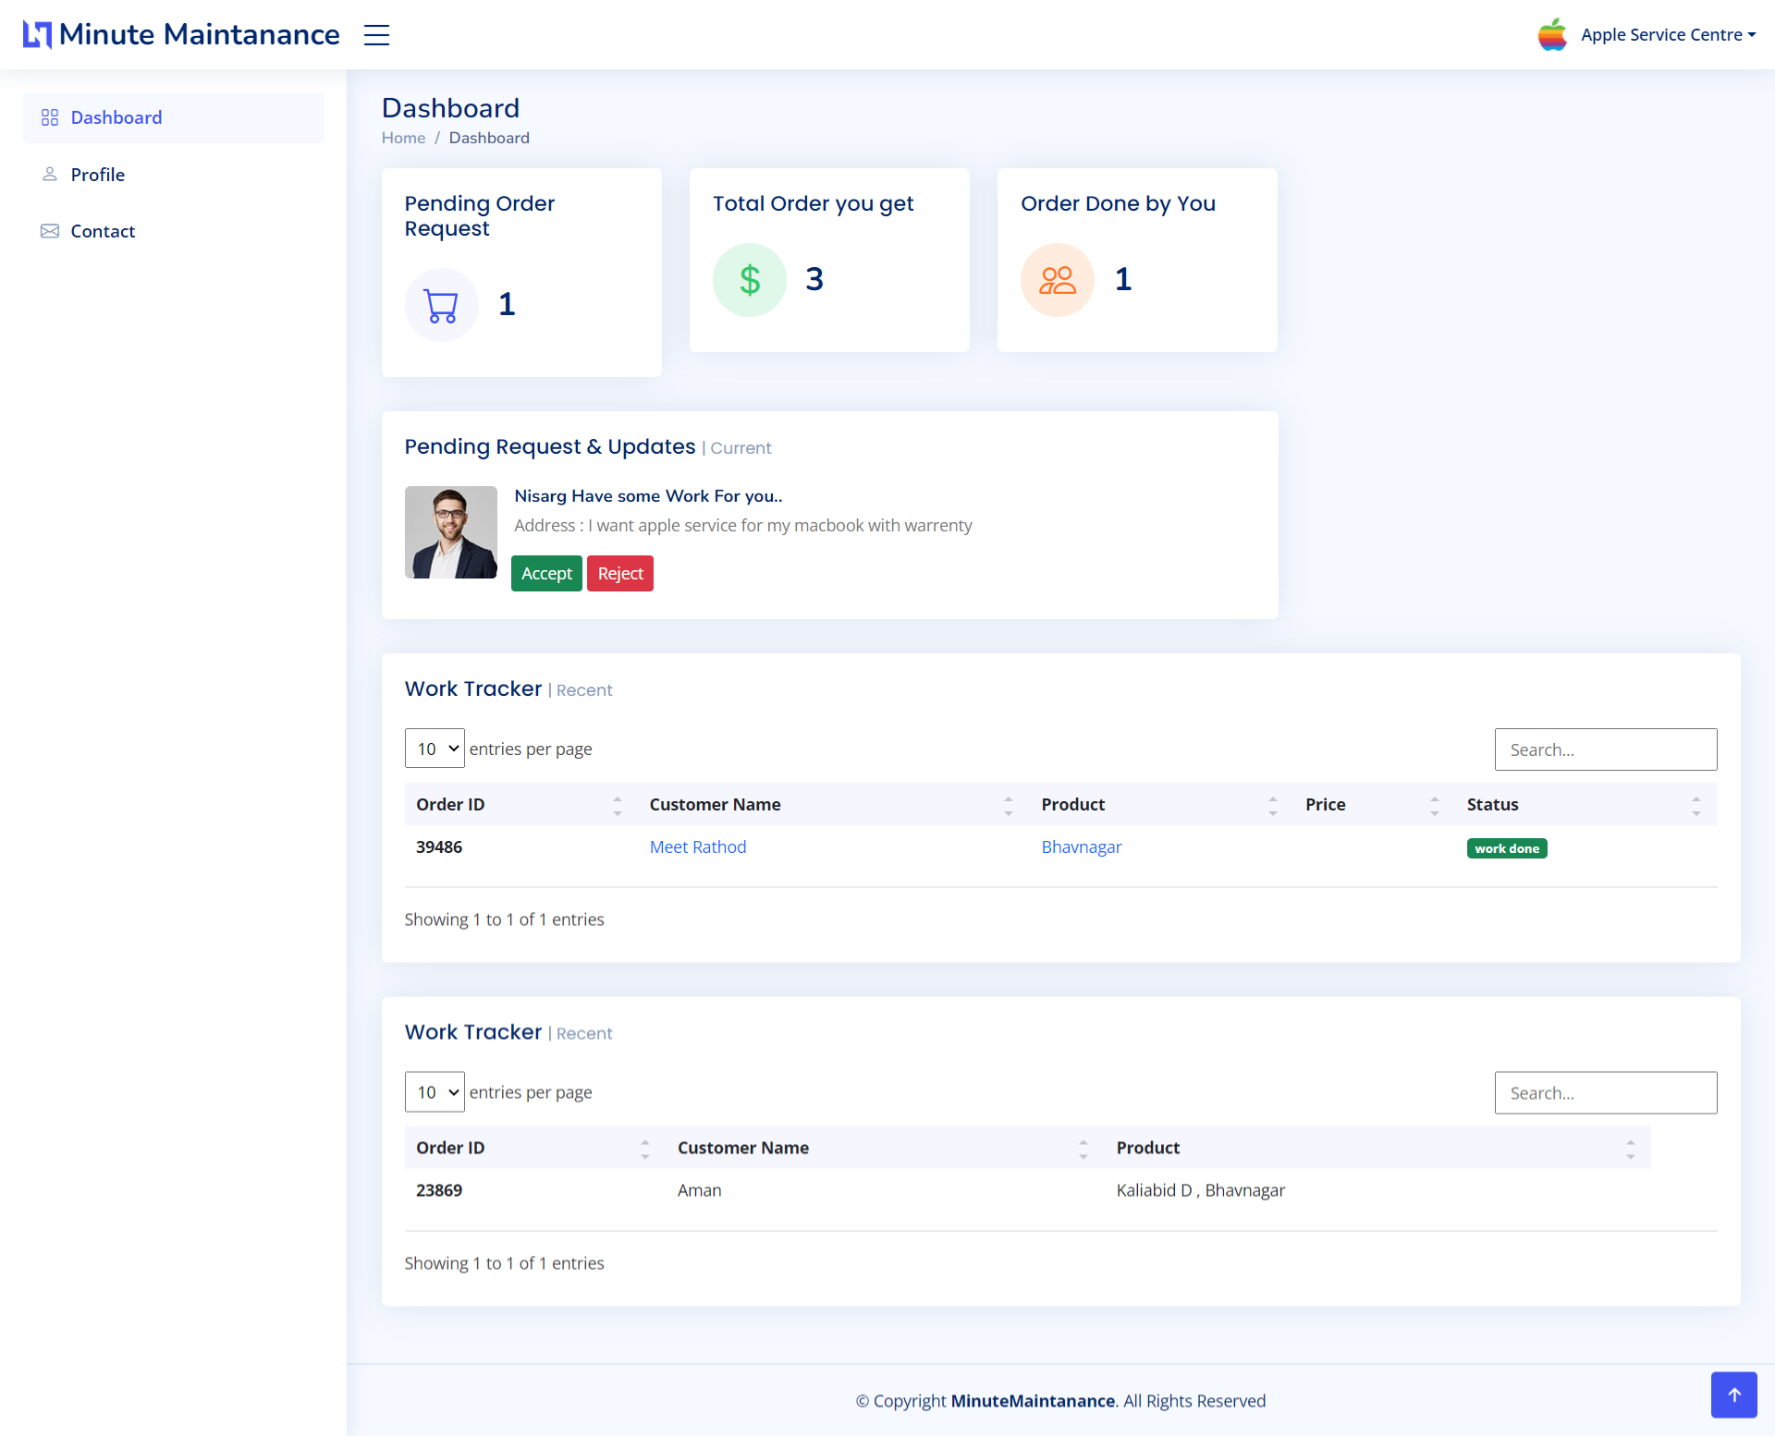 Minute Maintanance
Apple Service Centre
Dashboard
Profile
Contact
Dashboard
Home / Dashboard
Pending Order
Request
1
Total Order you get
$ 3
Order Done by You
1
Pending Request & Updates | Current
Nisarg Have some Work For you..
Address : I want apple service for my macbook with warrenty
Accept Reject
Work Tracker | Recent
10 entries per page
Search...
Order ID Customer Name Product Price Status
39486 Meet Rathod Bhavnagar work done
Showing 1 to 1 of 1 entries
Work Tracker | Recent
10 entries per page
Search...
Order ID Customer Name Product
23869 Aman Kaliabid D , Bhavnagar
Showing 1 to 1 of 1 entries
© Copyright MinuteMaintanance. All Rights Reserved